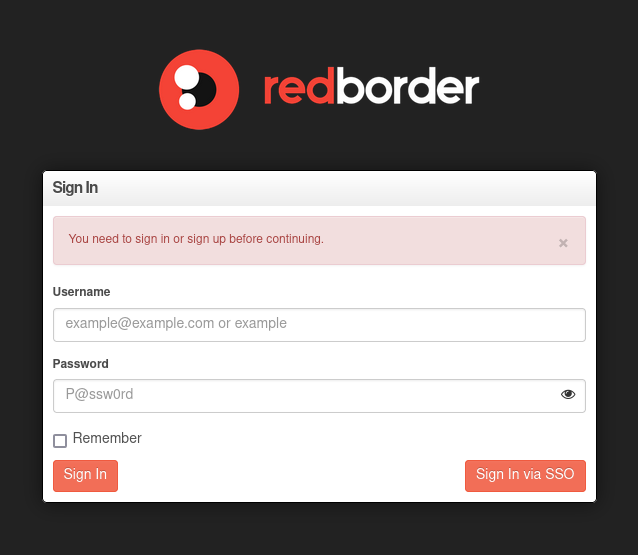 redborder
Sign In
You need to sign in or sign up before continuing.
×
Username
example@example.com or example
Password
P@ssw0rd
Remember
Sign In
Sign In via SSO